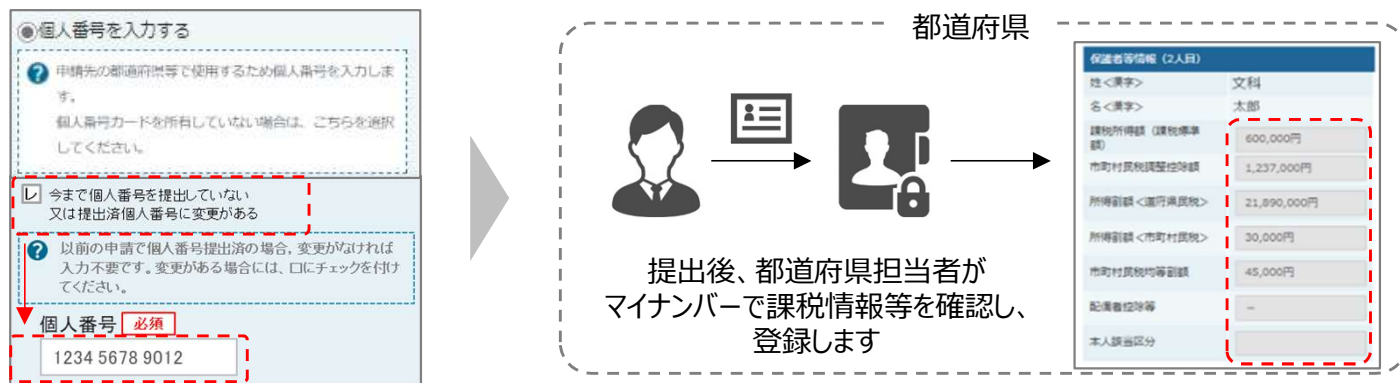 個人番号を入力する
申請先の都道府県等で使用するため個人番号を入力しま
す。
個人番号カードを所有していない場合は、こちらを選択
してください。
レ 今まで個人番号を提出していない
又は提出済個人番号に変更がある
以前の申請で個人番号提出済の場合，変更がなければ
入力不要です。変更がある場合には、口にチェックを付け
てください。
個人番号 必須
1234 5678 9012
都道府県
提出後、都道府県担当者が
マイナンバーで課税情報等を確認し、
登録します
保護者等情報（2人目）
姓<漢字> 文科
名<漢字> 太郎
課税所得額（課税標準
額） 600,000円
市町村民税調整控除額 1,237,000円
所得割額<道府県民税> 21,890,000円
所得割額<市町村民税> 30,000円
市町村民税均等割額 45,000円
配偶者控除等 －
本人該当区分